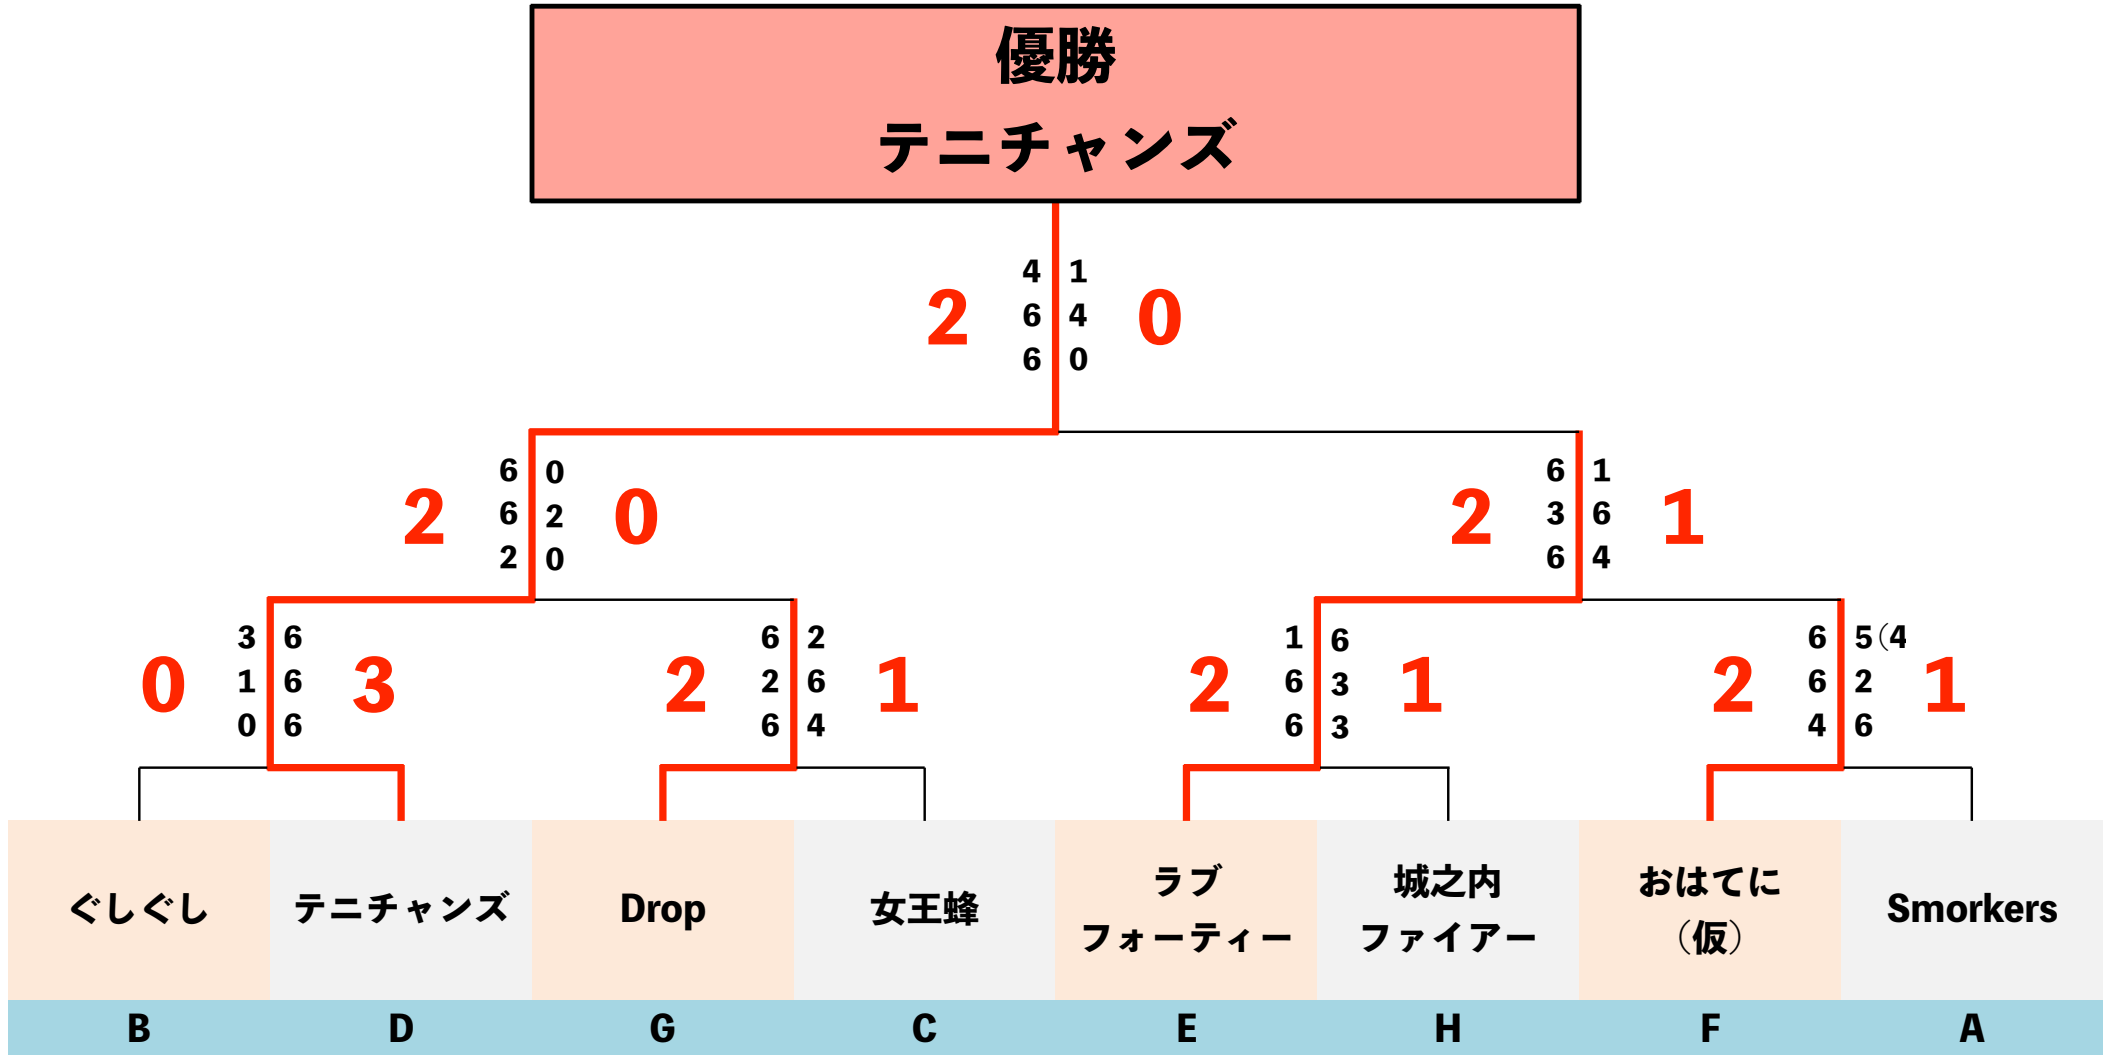 優勝
テニチャンズ
4 1
2 6 4 0
6 0
6 0 6 1
2 6 2 0 2 3 6 1
2 0 6 4
3 6 6 2 1 6 6 5(4
0 1 6 3 2 2 6 1 2 6 3 1 2 6 2 1
0 6 6 4 6 3 4 6
ぐしぐし テニチャンズ Drop 女王蜂 ラブ
フォーティー 城之内
ファイアー おはてに
(仮) Smorkers
B D G C E H F A